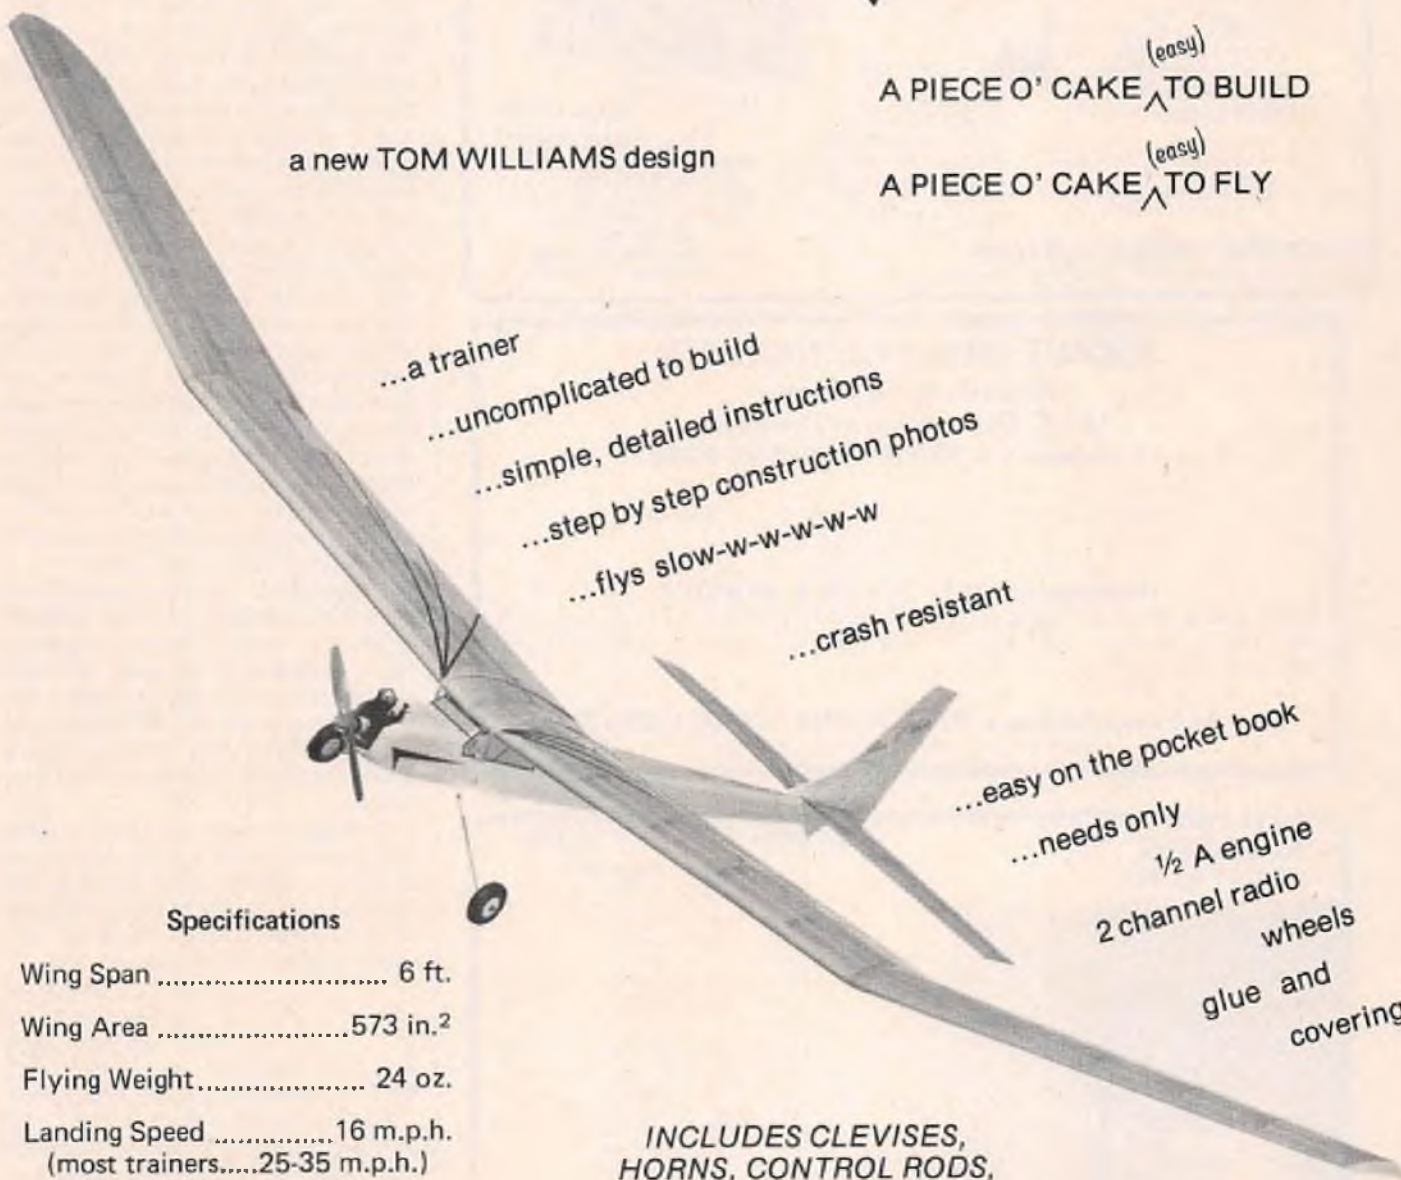 (easy)
A PIECE O' CAKE ^ TO BUILD
(easy)
A PIECE O' CAKE ^ TO FLY
a new TOM WILLIAMS design
...a trainer
...uncomplicated to build
...simple, detailed instructions
...step by step construction photos
...flys slow-w-w-w-w-w
...crash resistant
...easy on the pocket book
...needs only
½ A engine
2 channel radio
wheels
glue and
covering
Specifications
Wing Span ................................ 6 ft.
Wing Area ...........................573 in.²
Flying Weight........................ 24 oz.
Landing Speed .................16 m.p.h.
(most trainers.....25-35 m.p.h.)
INCLUDES CLEVISES,
HORNS, CONTROL RODS,